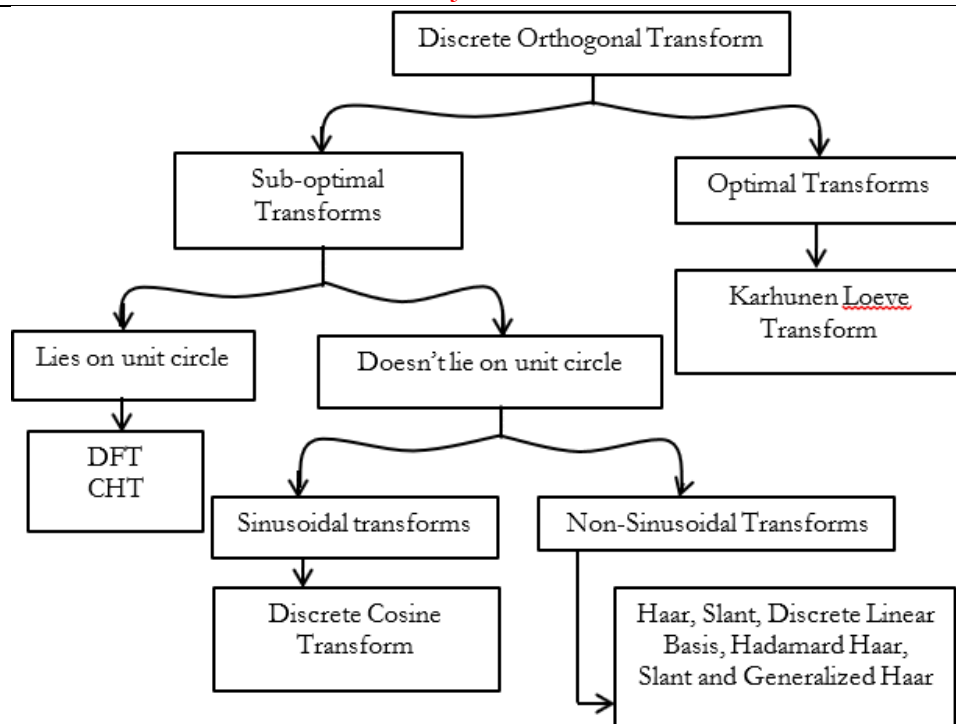 Discrete Orthogonal Transform
Sub-optimal
Transforms
Optimal Transforms
Karhunen Loeve
Transform
Lies on unit circle
Doesn't lie on unit circle
DFT
CHT
Sinusoidal transforms
Non-Sinusoidal Transforms
Discrete Cosine
Transform
Haar, Slant, Discrete Linear
Basis, Hadamard Haar,
Slant and Generalized Haar